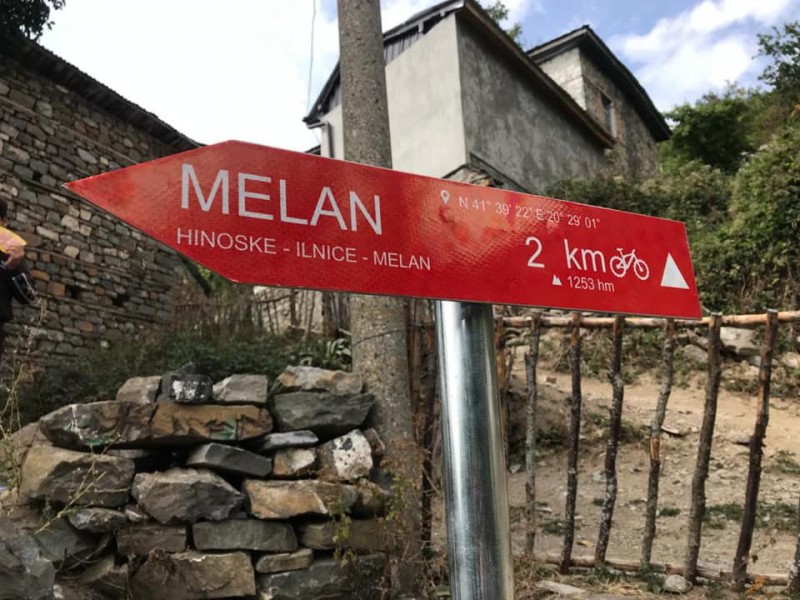 MELAN
HINOSKE - ILNICE - MELAN
N 41° 39' 22" E 20° 29' 01"
2 km
1253 hm